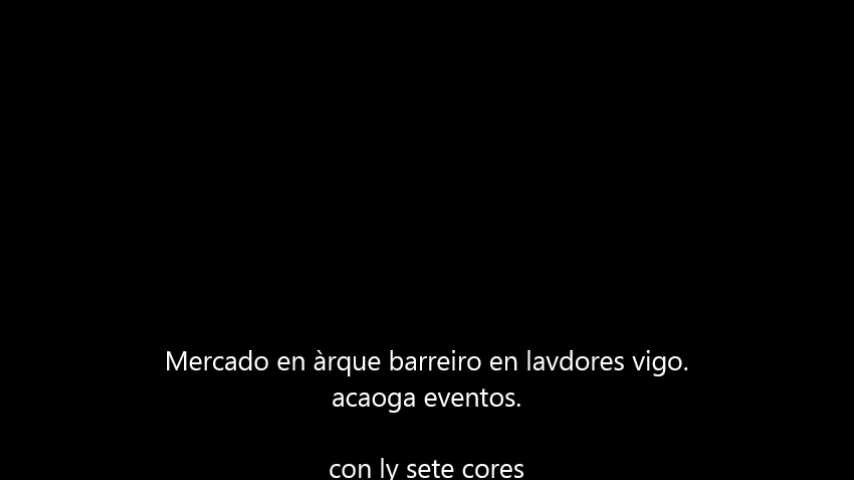 Mercado en àrque barreiro en lavdores vigo.
acaoga eventos.
con ly sete cores